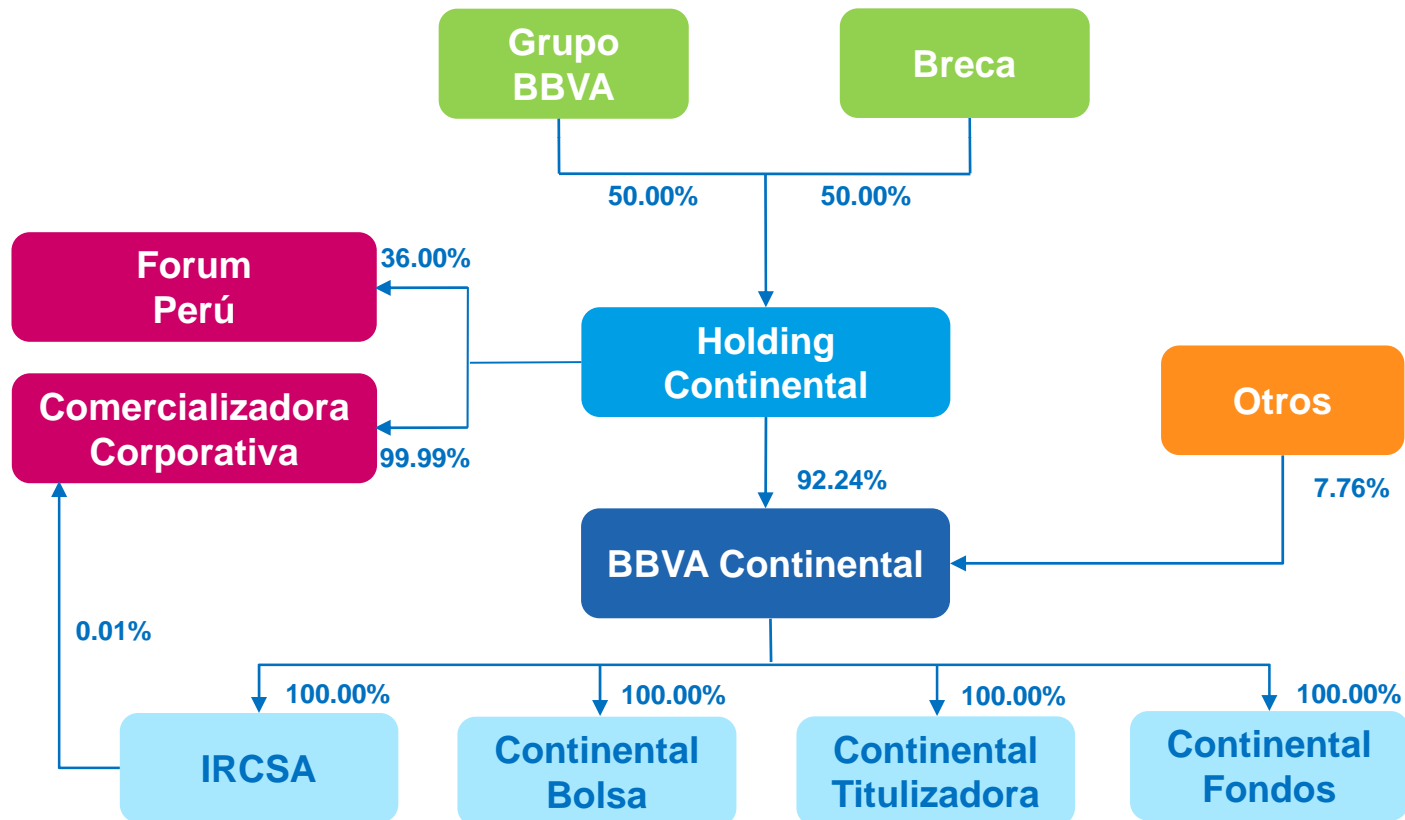 Grupo
BBVA
Breca
50.00%
50.00%
Forum
Perú
36.00%
Holding
Continental
Comercializadora
Corporativa
99.99%
Otros
92.24%
7.76%
BBVA Continental
0.01%
100.00%
100.00%
100.00%
100.00%
IRCSA
Continental
Bolsa
Continental
Titulizadora
Continental
Fondos